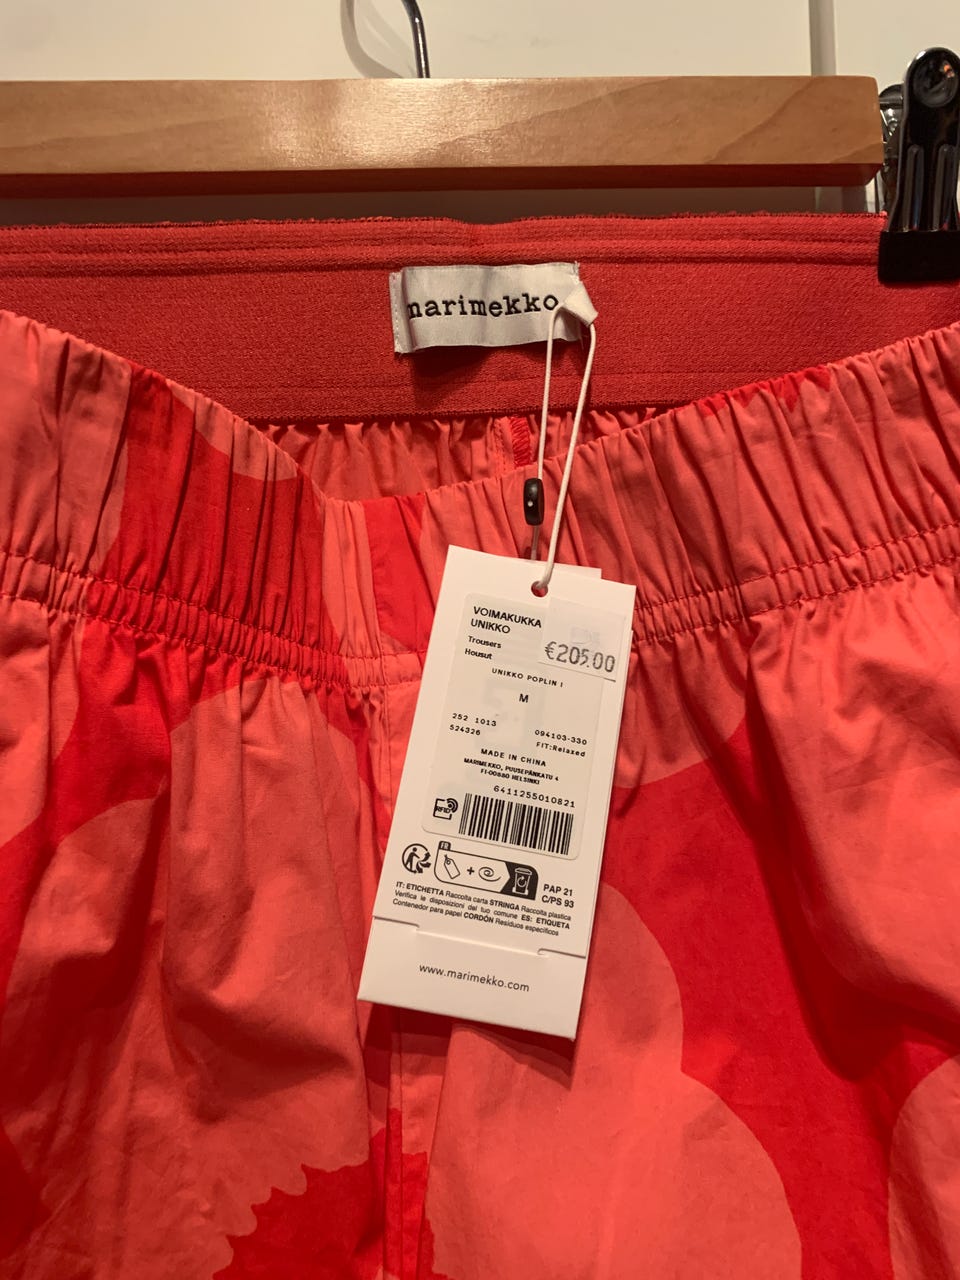 marimekko
VOIMAKUKKA
UNIKKO
Trousers
Housut
€205.00
UNIKKO POPLIN I
M
252 1013
524326
094103-330
FIT:Relaxed
MADE IN CHINA
MARIMEKKO, PUUSEPÄNKATU 4
FI-00880 HELSINKI
6411255010821
RFID
FR
+
PAP 21
C/PS 93
IT: ETICHETTA Raccolta carta STRINGA Raccolta plastica
Verifica le disposizioni del tuo comune ES: ETIQUETA
Contenedor para papel CORDÓN Residuos específicos
www.marimekko.com